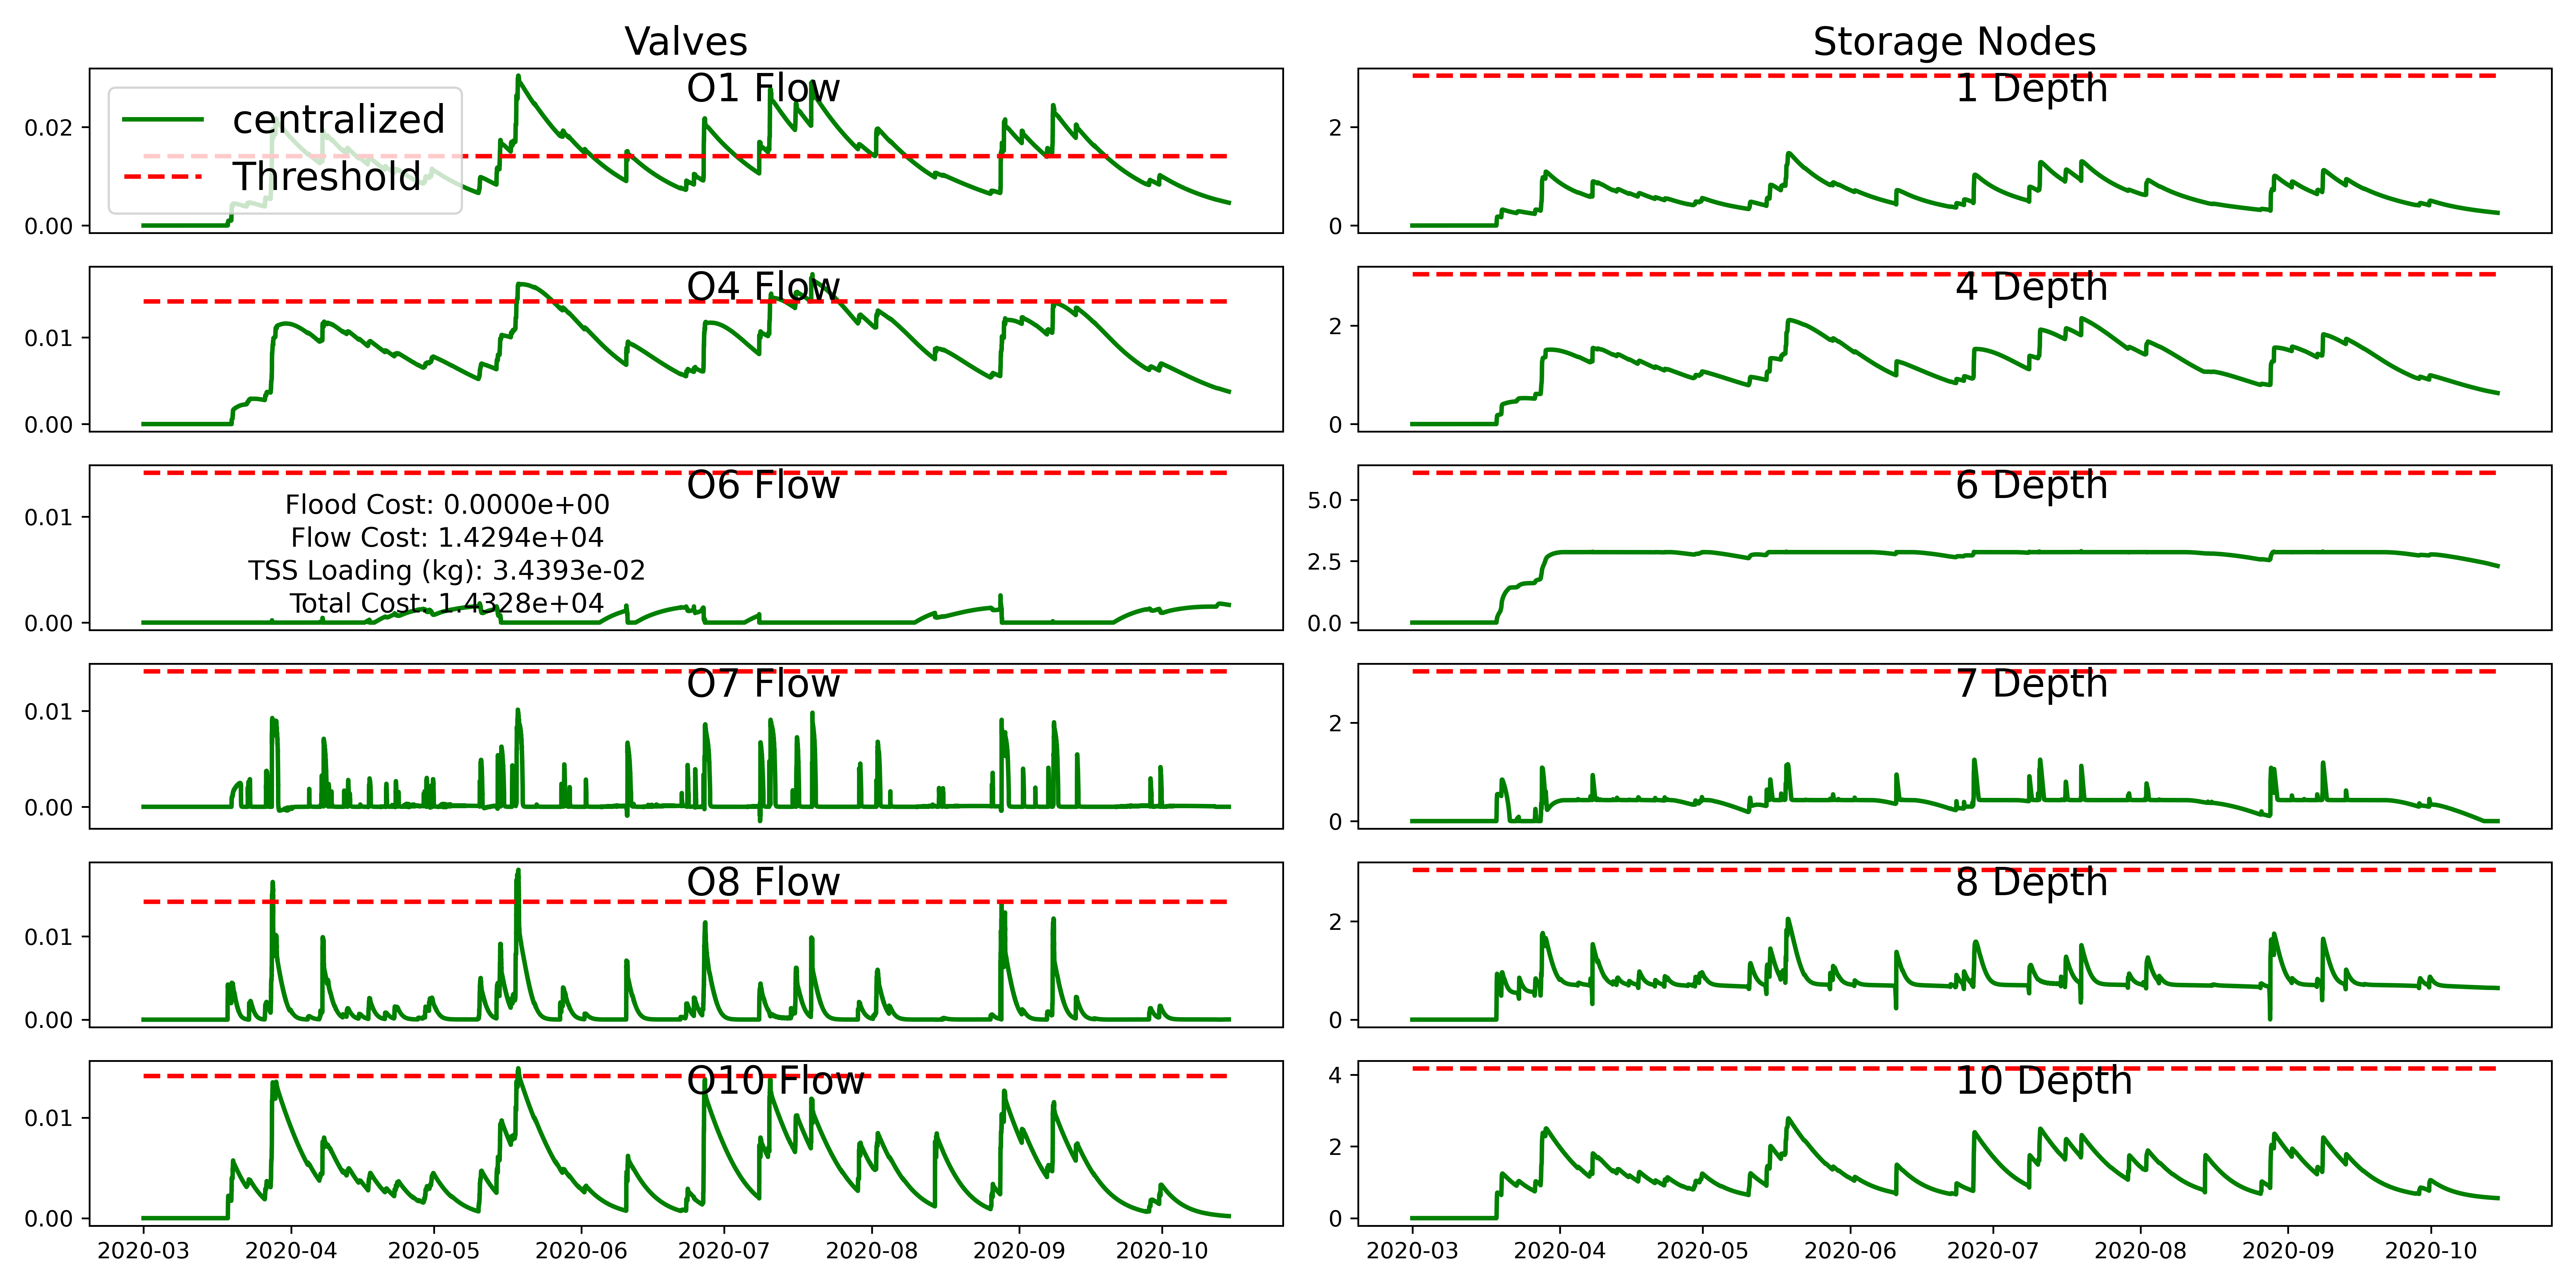 Valves
O1 Flow
centralized
Threshold
0.02
0.00
O4 Flow
0.01
0.00
O6 Flow
Flood Cost: 0.0000e+00
Flow Cost: 1.4294e+04
TSS Loading (kg): 3.4393e-02
Total Cost: 1.4328e+04
0.01
0.00
O7 Flow
0.01
0.00
O8 Flow
0.01
0.00
O10 Flow
0.01
0.00
2020-03 2020-04 2020-05 2020-06 2020-07 2020-08 2020-09 2020-10
Storage Nodes
1 Depth
2
0
4 Depth
2
0
6 Depth
5.0
2.5
0.0
7 Depth
2
0
8 Depth
2
0
10 Depth
4
2
0
2020-03 2020-04 2020-05 2020-06 2020-07 2020-08 2020-09 2020-10